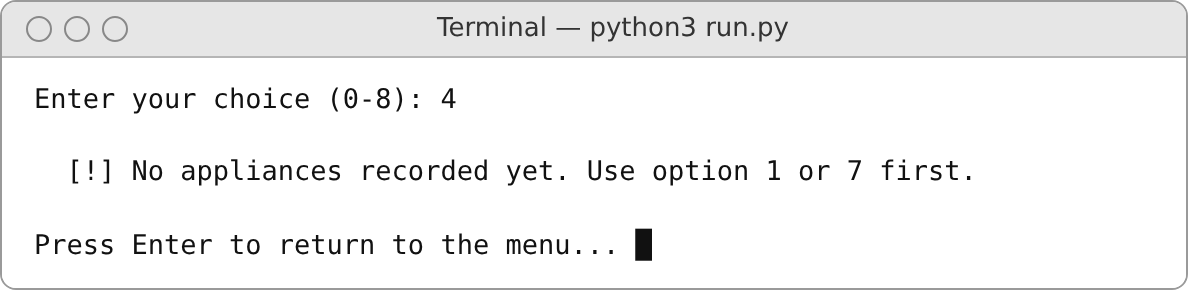 Terminal — python3 run.py
Enter your choice (0-8): 4
[!] No appliances recorded yet. Use option 1 or 7 first.
Press Enter to return to the menu...